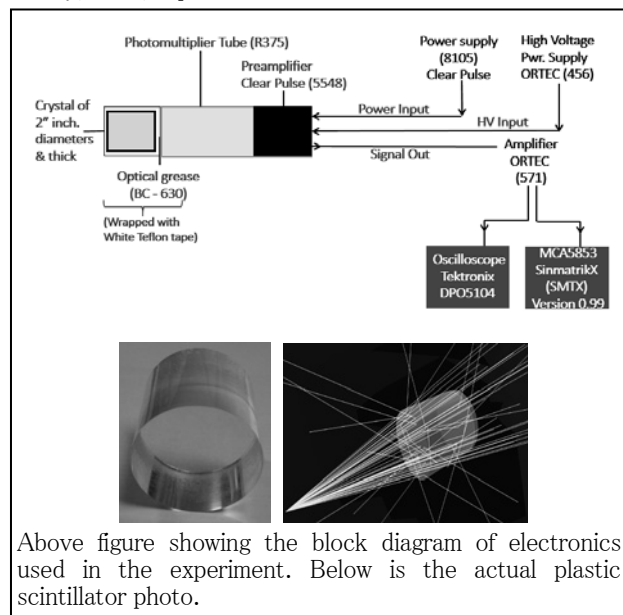 Photomultiplier Tube (R375)
Preamplifier
Clear Pulse (5548)
Power supply
(8105)
Clear Pulse
High Voltage
Pwr. Supply
ORTEC (456)
Crystal of
2" inch.
diameters
& thick
Power Input
HV Input
Signal Out
Optical grease
(BC - 630)
(Wrapped with
White Teflon tape)
Amplifier
ORTEC
(571)
Oscilloscope
Tektronix
DPO5104
MCA5853
SinmatrikX
(SMTX)
Version 0.99
Above figure showing the block diagram of electronics
used in the experiment. Below is the actual plastic
scintillator photo.